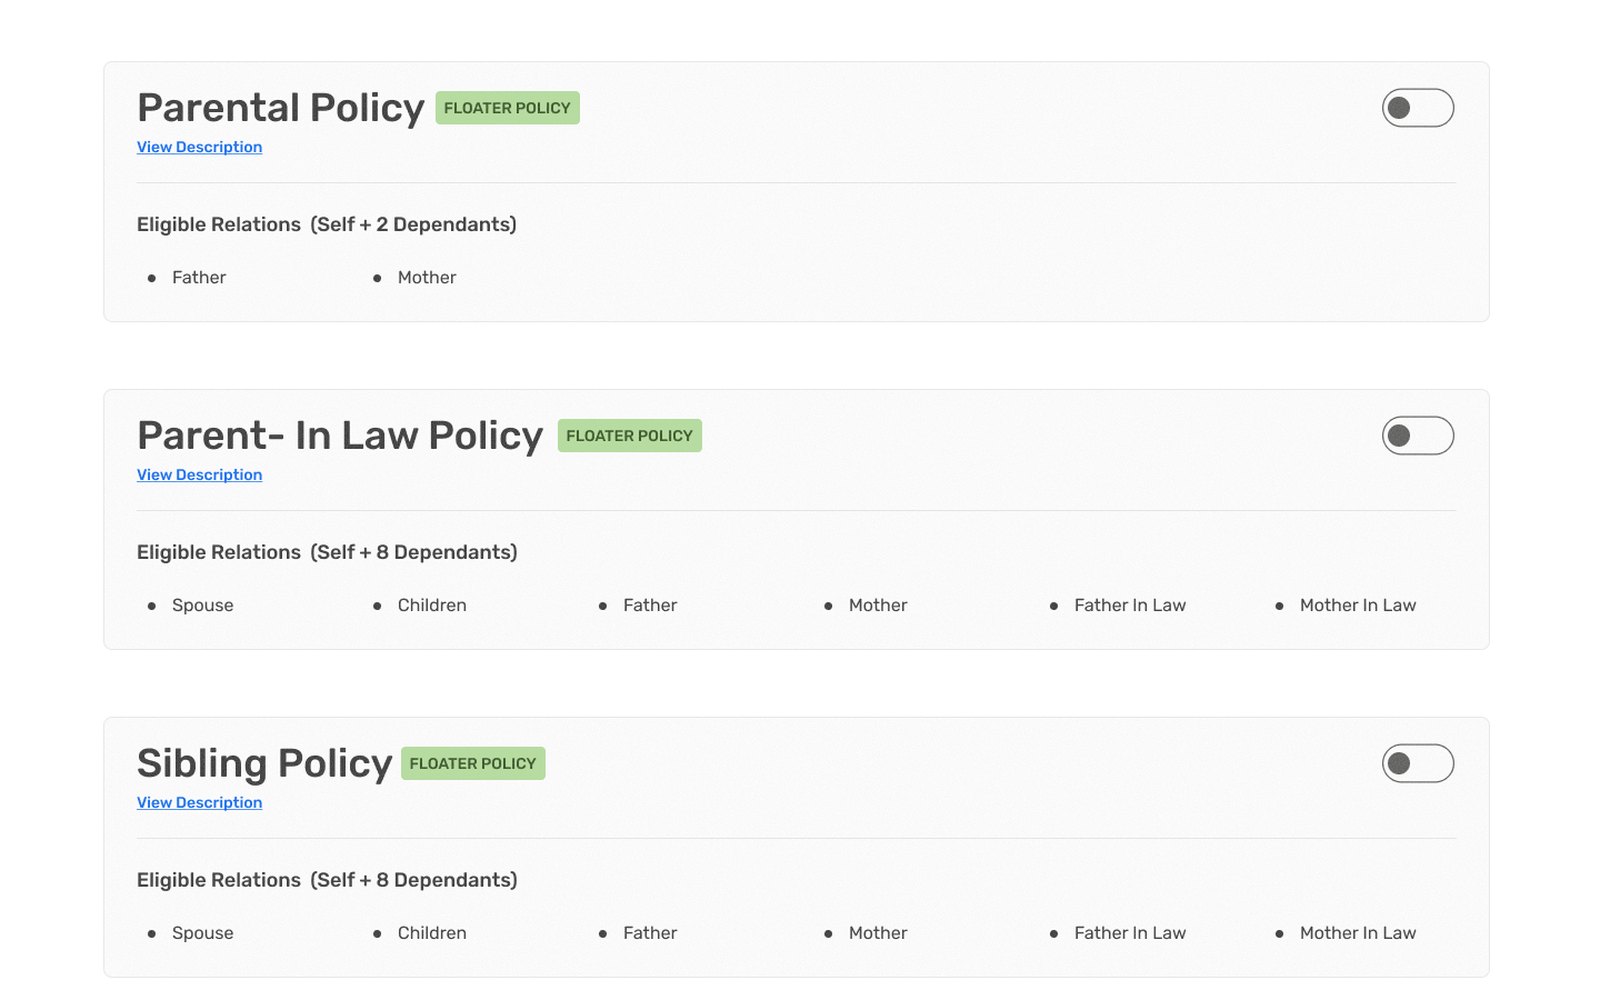 Parental Policy FLOATER POLICY
View Description
Eligible Relations (Self + 2 Dependants)
• Father • Mother
Parent- In Law Policy FLOATER POLICY
View Description
Eligible Relations (Self + 8 Dependants)
• Spouse • Children • Father • Mother • Father In Law • Mother In Law
Sibling Policy FLOATER POLICY
View Description
Eligible Relations (Self + 8 Dependants)
• Spouse • Children • Father • Mother • Father In Law • Mother In Law